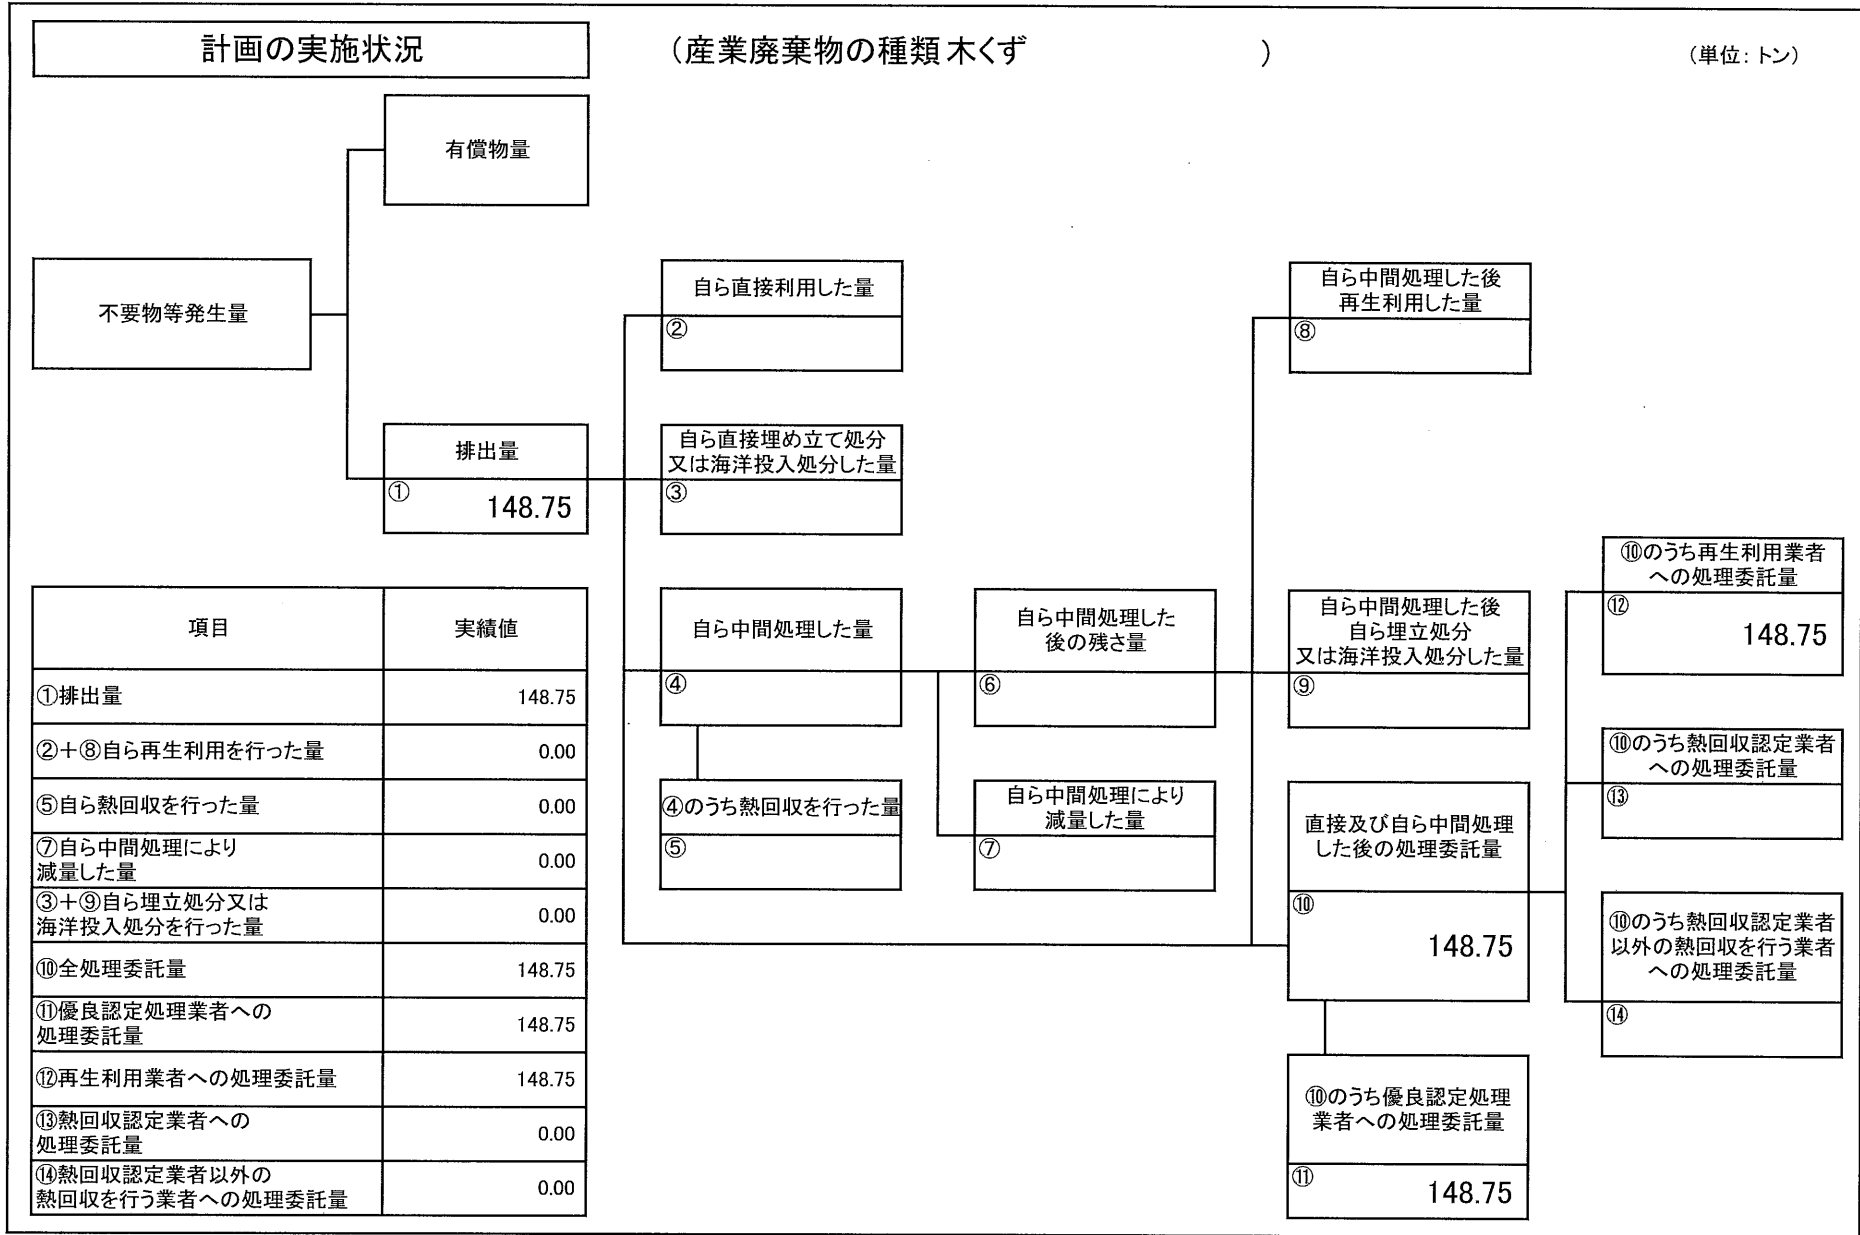 計画の実施状況
（産業廃棄物の種類 木くず　　　　　　）
（単位：トン）
有償物量
不要物等発生量
自ら直接利用した量
②
自ら中間処理した後
再生利用した量
⑧
排出量
①
148.75
自ら直接埋め立て処分
又は海洋投入処分した量
③
⑩のうち再生利用業者
への処理委託量
⑫
148.75
自ら中間処理した量
④
自ら中間処理した
後の残さ量
⑥
自ら中間処理した後
自ら埋立処分
又は海洋投入処分した量
⑨
⑩のうち熱回収認定業者
への処理委託量
⑬
④のうち熱回収を行った量
⑤
自ら中間処理により
減量した量
⑦
直接及び自ら中間処理
した後の処理委託量
⑩
148.75
⑩のうち熱回収認定業者
以外の熱回収を行う業者
への処理委託量
⑭
⑩のうち優良認定処理
業者への処理委託量
⑪
148.75
項目 実績値
①排出量 148.75
②＋⑧自ら再生利用を行った量 0.00
⑤自ら熱回収を行った量 0.00
⑦自ら中間処理により
減量した量 0.00
③＋⑨自ら埋立処分又は
海洋投入処分を行った量 0.00
⑩全処理委託量 148.75
⑪優良認定処理業者への
処理委託量 148.75
⑫再生利用業者への処理委託量 148.75
⑬熱回収認定業者への
処理委託量 0.00
⑭熱回収認定業者以外の
熱回収を行う業者への処理委託量 0.00